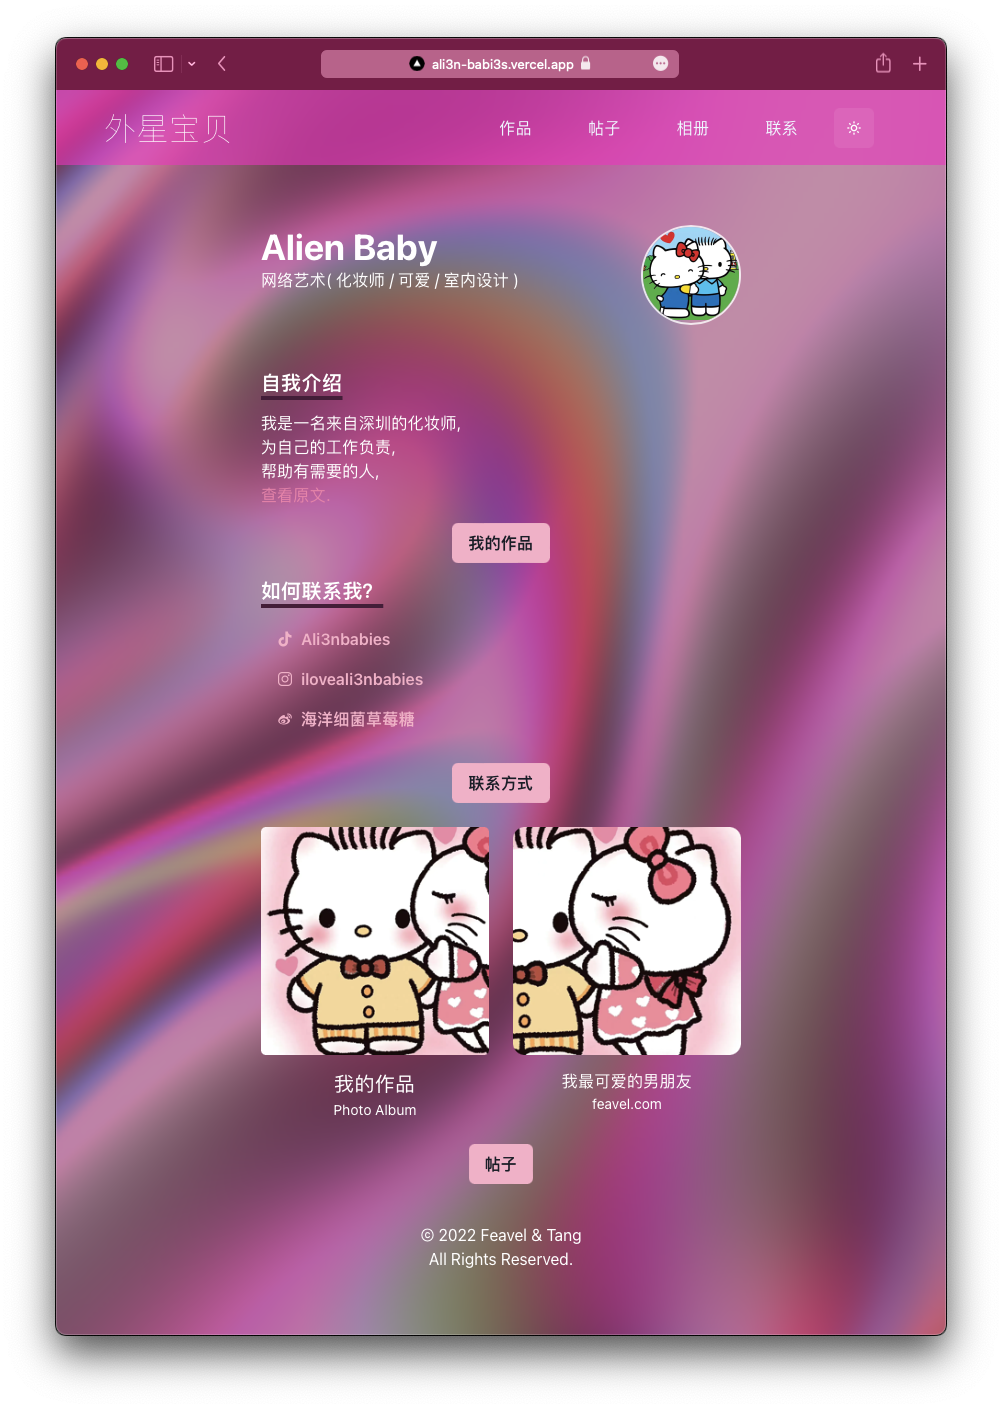 ali3n-babi3s.vercel.app
外星宝贝
作品 帖子 相册 联系
Alien Baby
网络艺术( 化妆师 / 可爱 / 室内设计 )
自我介绍
我是一名来自深圳的化妆师,
为自己的工作负责,
帮助有需要的人,
查看原文.
我的作品
如何联系我?
Ali3nbabies
iloveali3nbabies
海洋细菌草莓糖
联系方式
我的作品
Photo Album
我最可爱的男朋友
feavel.com
帖子
© 2022 Feavel & Tang
All Rights Reserved.